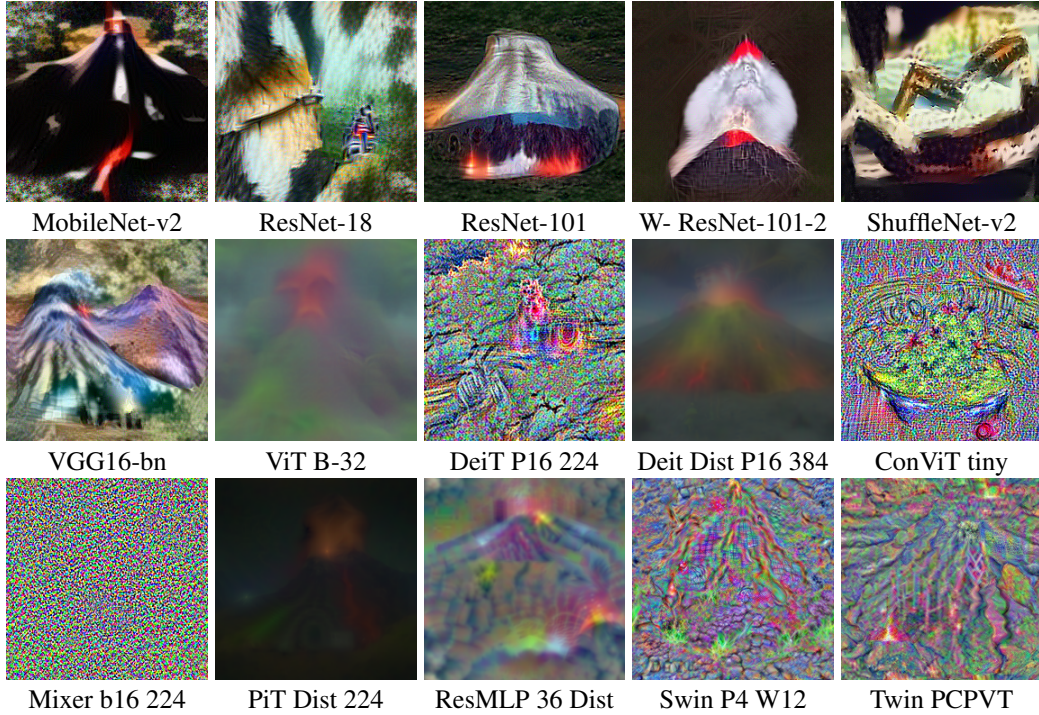 MobileNet-v2 ResNet-18 ResNet-101 W- ResNet-101-2 ShuffleNet-v2
VGG16-bn ViT B-32 DeiT P16 224 Deit Dist P16 384 ConViT tiny
Mixer b16 224 PiT Dist 224 ResMLP 36 Dist Swin P4 W12 Twin PCPVT